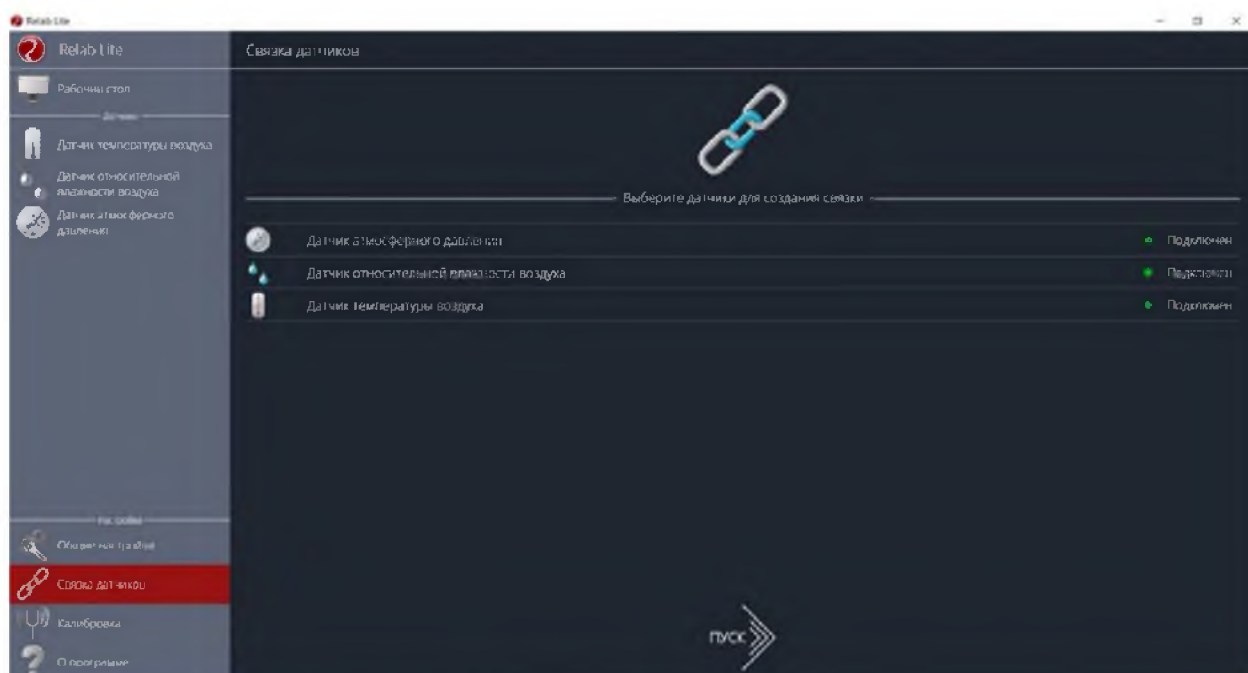 Relab Lite
Relab Lite
Связка датчиков
Рабочий стол
Датчики
Датчик температуры воздуха
Датчик относительной
влажности воздуха
Датчик атмосферного
давления
Выберите датчики для создания связки
Датчик атмосферного давления
Подключен
Датчик относительной влажности воздуха
Подключен
Датчик температуры воздуха
Подключен
Настройки
Связка датчиков
Калибровка
О программе
пуск